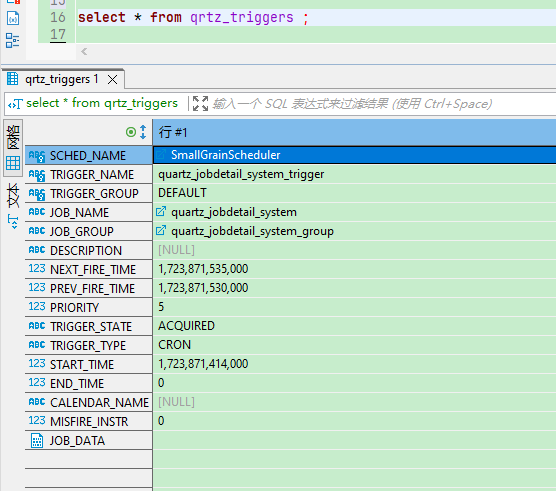 15
16 select * from qrtz_triggers ;
17
qrtz_triggers 1
select * from qrtz_triggers 输入一个 SQL 表达式来过滤结果 (使用 Ctrl+Space)
网格
文本
行 #1
SCHED_NAME SmallGrainScheduler
TRIGGER_NAME quartz_jobdetail_system_trigger
TRIGGER_GROUP DEFAULT
JOB_NAME quartz_jobdetail_system
JOB_GROUP quartz_jobdetail_system_group
DESCRIPTION [NULL]
NEXT_FIRE_TIME 1,723,871,535,000
PREV_FIRE_TIME 1,723,871,530,000
PRIORITY 5
TRIGGER_STATE ACQUIRED
TRIGGER_TYPE CRON
START_TIME 1,723,871,414,000
END_TIME 0
CALENDAR_NAME [NULL]
MISFIRE_INSTR 0
JOB_DATA